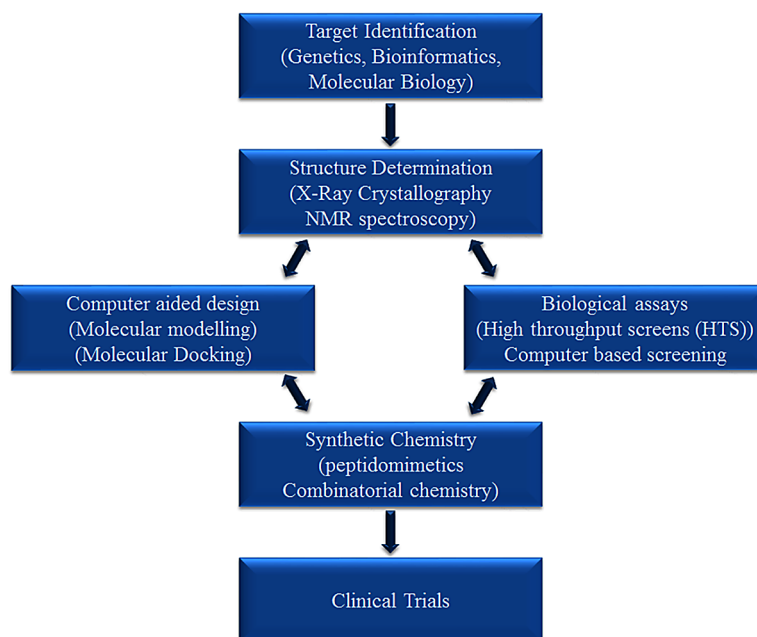 Target Identification
(Genetics, Bioinformatics,
Molecular Biology)
Structure Determination
(X-Ray Crystallography
NMR spectroscopy)
Computer aided design
(Molecular modelling)
(Molecular Docking)
Biological assays
(High throughput screens (HTS))
Computer based screening
Synthetic Chemistry
(peptidomimetics
Combinatorial chemistry)
Clinical Trials